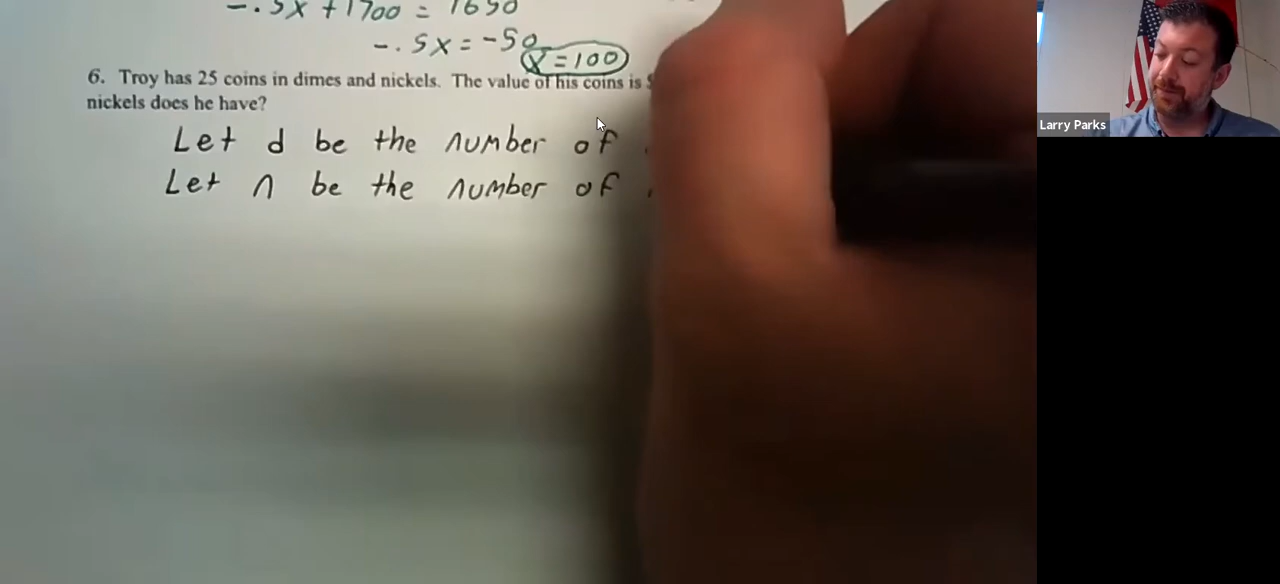 -.5x + 1700 = 1650
-.5x = -50
x = 100
6. Troy has 25 coins in dimes and nickels. The value of his coins is
nickels does he have?
Let d be the number of
Let n be the number of
Larry Parks